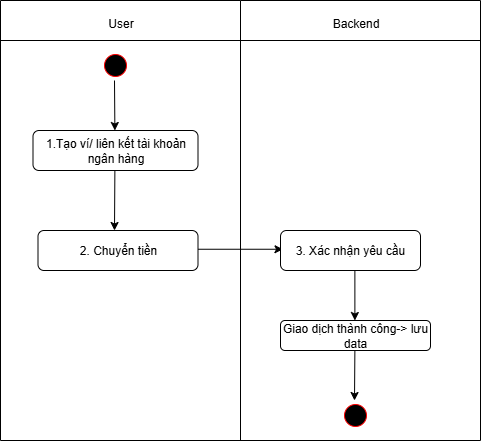 User
Backend
1.Tạo ví/ liên kết tài khoản
ngân hàng
2. Chuyển tiền
3. Xác nhận yêu cầu
Giao dịch thành công-> lưu
data